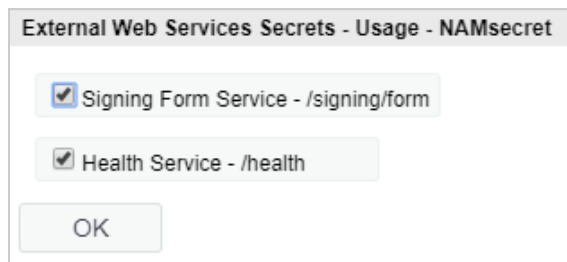 External Web Services Secrets - Usage - NAMsecret
Signing Form Service - /signing/form
Health Service - /health
OK